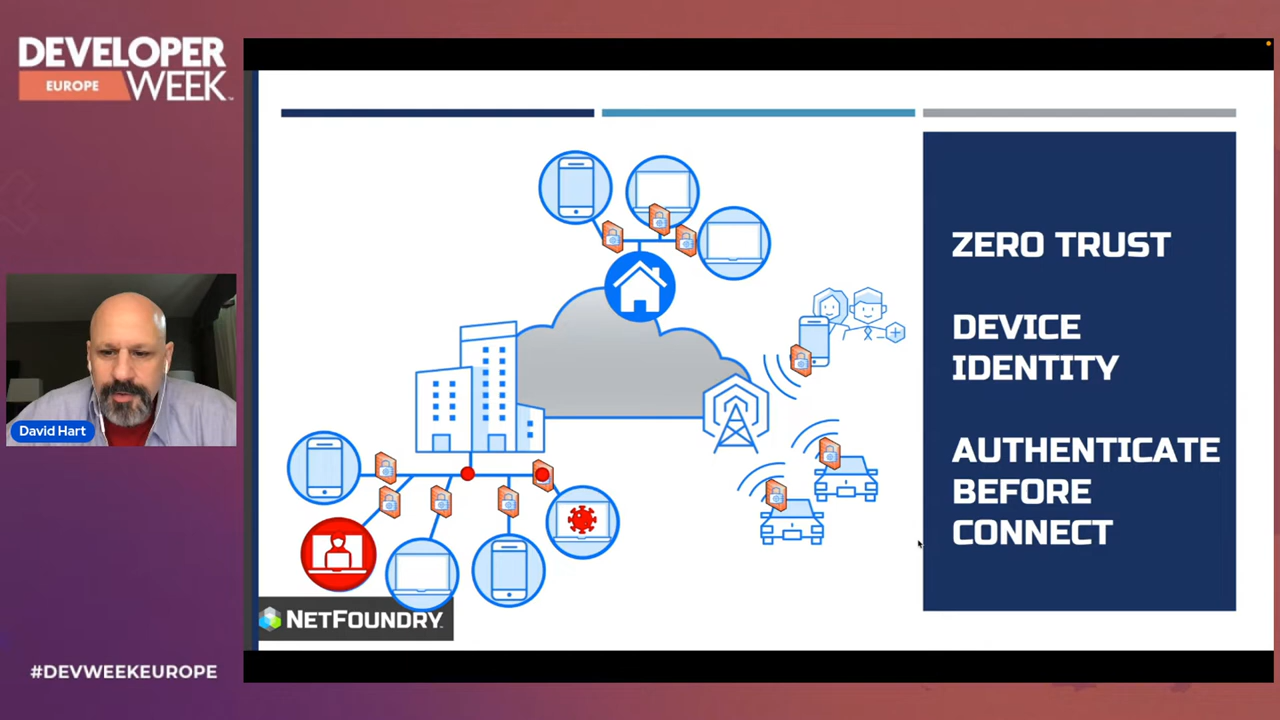 DEVELOPER
EUROPE
WEEK
ZERO TRUST
DEVICE
IDENTITY
AUTHENTICATE
BEFORE
CONNECT
David Hart
NETFOUNDRY
#DEVWEEKEUROPE